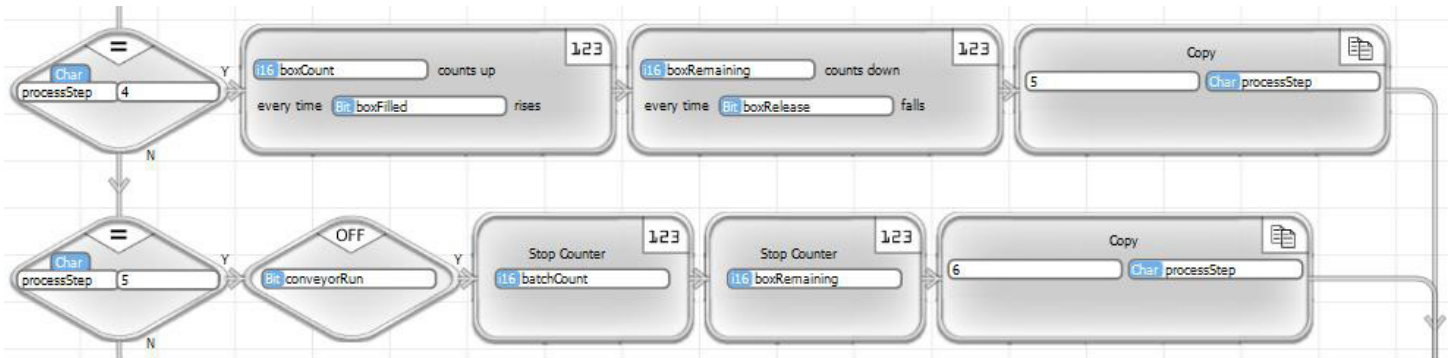 =
Char
processStep 4
Y
N
123
i16 boxCount counts up
every time Bit boxFilled rises
123
i16 boxRemaining counts down
every time Bit boxRelease falls
Copy
5 Char processStep
=
Char
processStep 5
Y
N
OFF
Bit conveyorRun
Y
123
Stop Counter
i16 batchCount
123
Stop Counter
i16 boxRemaining
Copy
6 Char processStep